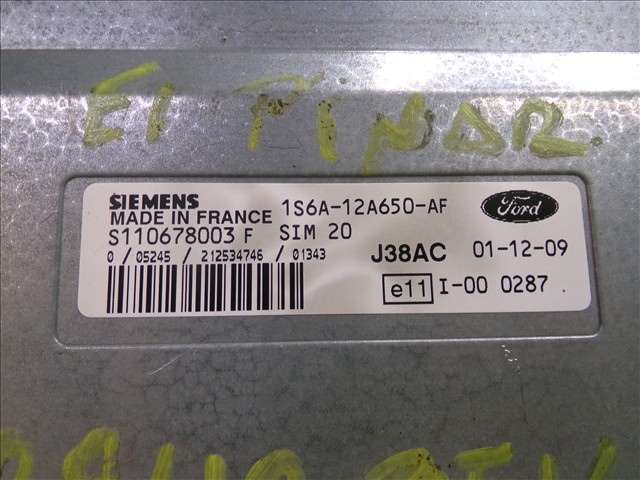 El PINAR.
SIEMENS
MADE IN FRANCE 1S6A-12A650-AF
S110678003 F SIM 20
0 / 05245 / 212534746 / 01343
Ford
J38AC 01-12-09
e11 I-00 0287